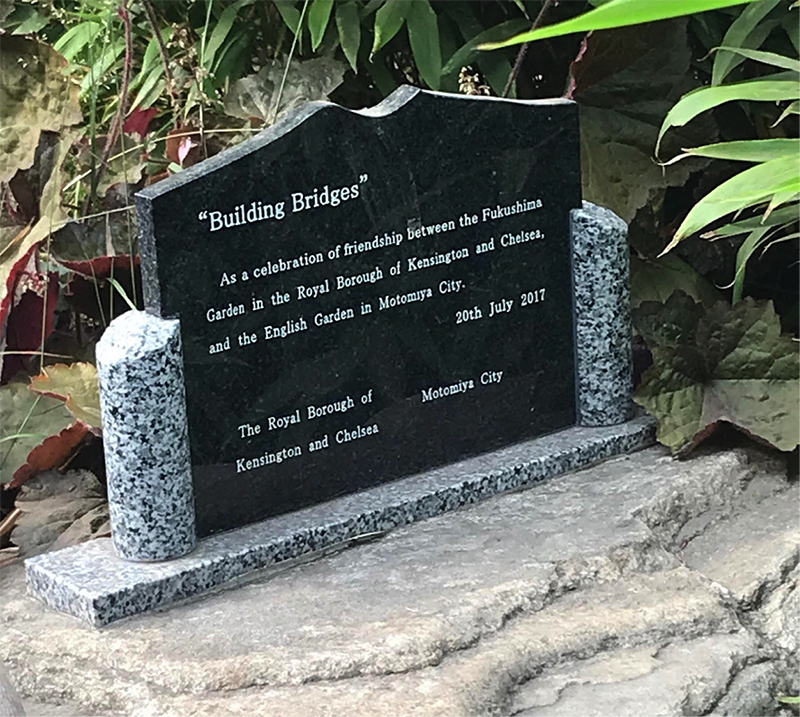 “Building Bridges”
As a celebration of friendship between the Fukushima
Garden in the Royal Borough of Kensington and Chelsea,
and the English Garden in Motomiya City.
20th July 2017
The Royal Borough of
Kensington and Chelsea
Motomiya City